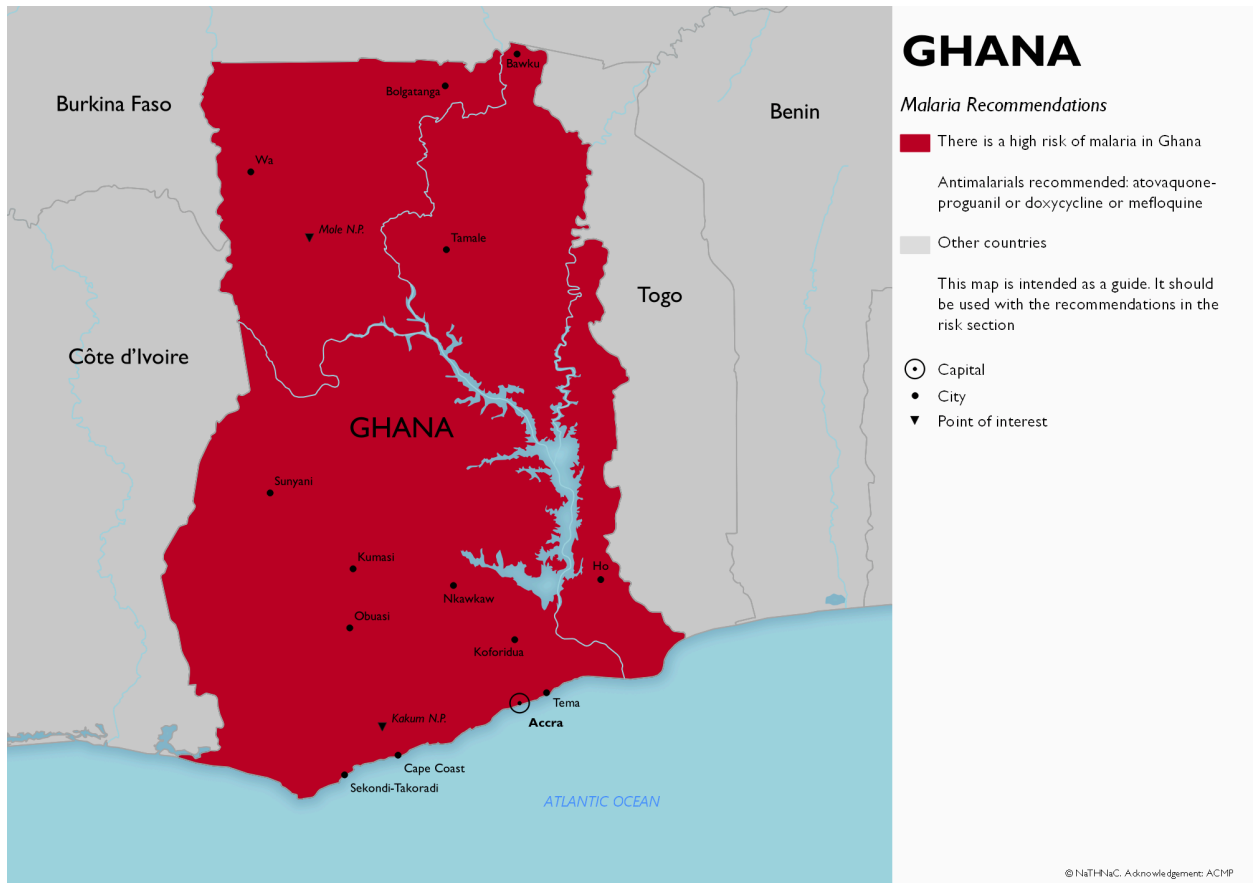 GHANA
Malaria Recommendations
There is a high risk of malaria in Ghana
Antimalarials recommended: atovaquone-
proguanil or doxycycline or mefloquine
Other countries
This map is intended as a guide. It should
be used with the recommendations in the
risk section
Capital
City
Point of interest
Burkina Faso
Benin
Togo
Côte d'Ivoire
GHANA
Bawku
Bolgatanga
Wa
Mole N.P.
Tamale
Sunyani
Kumasi
Obuasi
Nkawkaw
Ho
Koforidua
Tema
Accra
Kakum N.P.
Cape Coast
Sekondi-Takoradi
ATLANTIC OCEAN
© NaTHNaC. Acknowledgement: ACMP